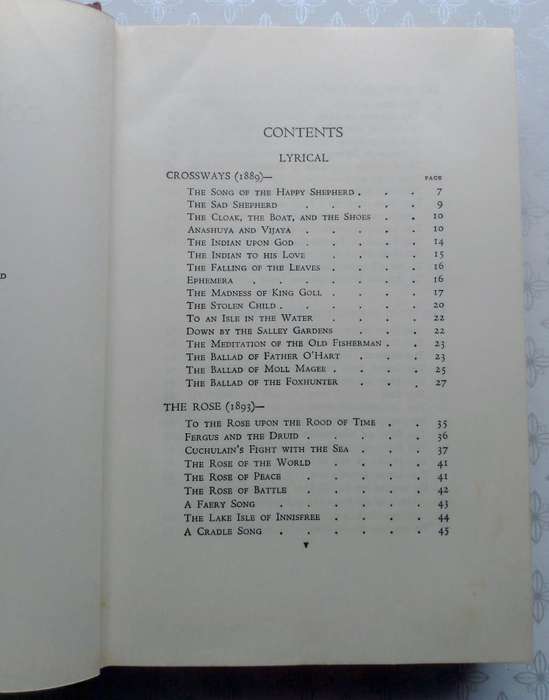 D
CONTENTS
LYRICAL
CROSSWAYS (1889)— PAGE
THE SONG OF THE HAPPY SHEPHERD . . . 7
THE SAD SHEPHERD . . . . 9
THE CLOAK, THE BOAT, AND THE SHOES . . 10
ANASHUYA AND VIJAYA . . . . 10
THE INDIAN UPON GOD . . . . 14
THE INDIAN TO HIS LOVE . . . . 15
THE FALLING OF THE LEAVES . . . . 16
EPHEMERA . . . . . . 16
THE MADNESS OF KING GOLL . . . . 17
THE STOLEN CHILD . . . . . 20
TO AN ISLE IN THE WATER . . . . 22
DOWN BY THE SALLEY GARDENS . . . 22
THE MEDITATION OF THE OLD FISHERMAN . . 23
THE BALLAD OF FATHER O'HART . . . 23
THE BALLAD OF MOLL MAGEE . . . . 25
THE BALLAD OF THE FOXHUNTER . . . 27
THE ROSE (1893)—
TO THE ROSE UPON THE ROOD OF TIME . . 35
FERGUS AND THE DRUID . . . . . 36
CUCHULAIN'S FIGHT WITH THE SEA . . . 37
THE ROSE OF THE WORLD . . . . 41
THE ROSE OF PEACE . . . . . 41
THE ROSE OF BATTLE . . . . . 42
A FAERY SONG . . . . . . 43
THE LAKE ISLE OF INNISFREE . . . . 44
A CRADLE SONG . . . . . . 45
v